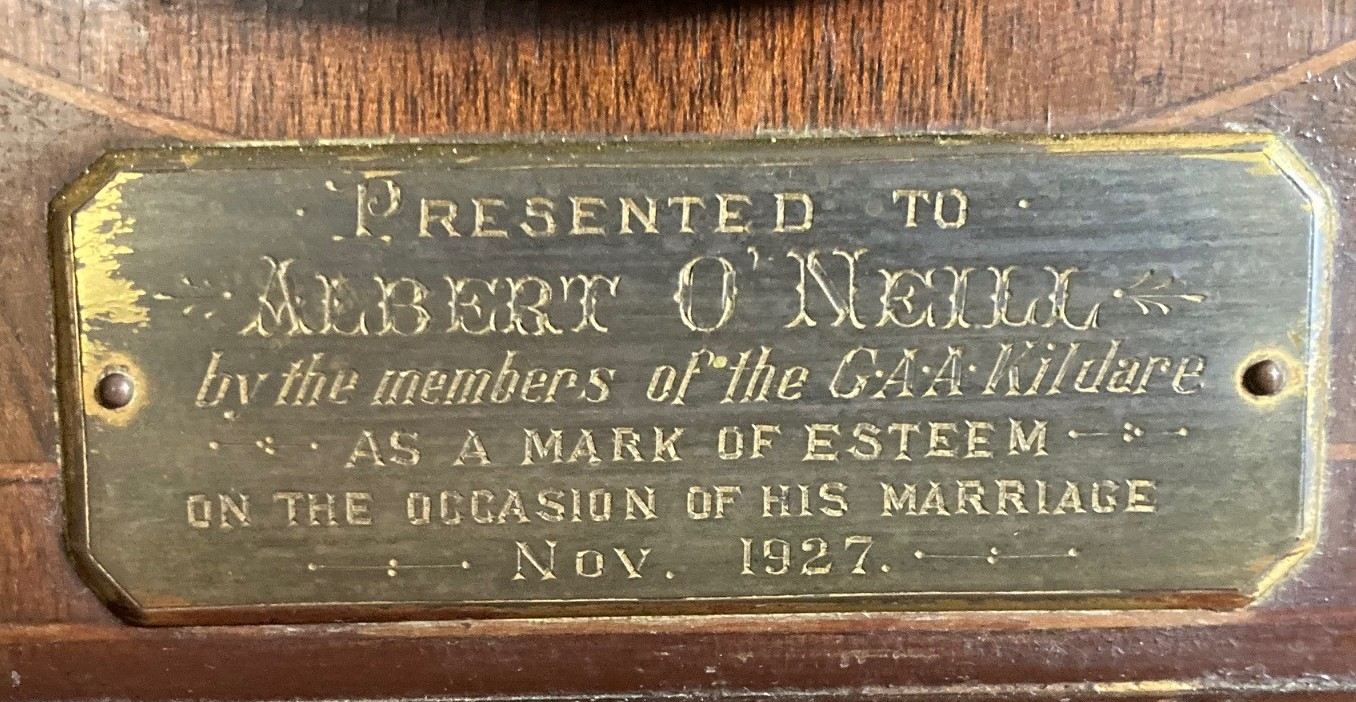 PRESENTED TO
ALBERT O'NEILL
by the members of the G·A·A· Kildare
AS A MARK OF ESTEEM
ON THE OCCASION OF HIS MARRIAGE
Nov. 1927.